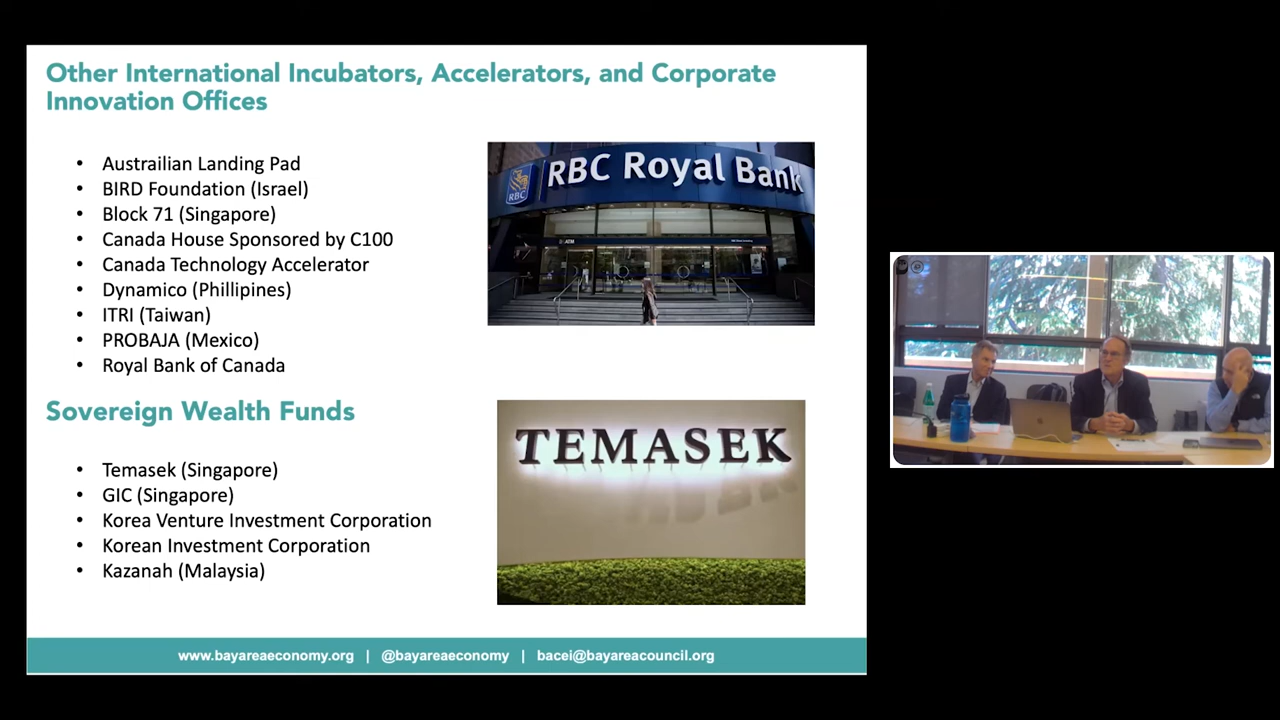 Other International Incubators, Accelerators, and Corporate
Innovation Offices
• Austrailian Landing Pad
• BIRD Foundation (Israel)
• Block 71 (Singapore)
• Canada House Sponsored by C100
• Canada Technology Accelerator
• Dynamico (Phillipines)
• ITRI (Taiwan)
• PROBAJA (Mexico)
• Royal Bank of Canada
RBC Royal Bank
RBC
ATM
Sovereign Wealth Funds
• Temasek (Singapore)
• GIC (Singapore)
• Korea Venture Investment Corporation
• Korean Investment Corporation
• Kazanah (Malaysia)
TEMASEK
www.bayareaeconomy.org | @bayareaeconomy | bacei@bayareacouncil.org